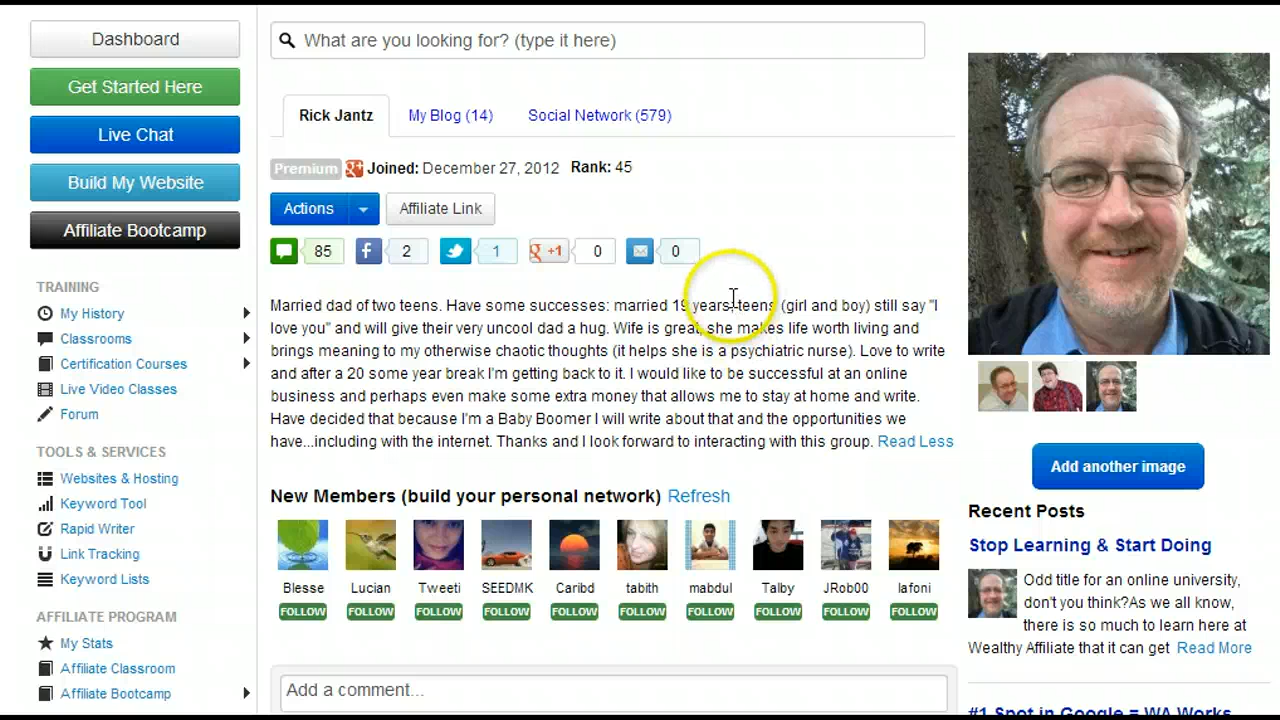 Dashboard
Get Started Here
Live Chat
Build My Website
Affiliate Bootcamp
TRAINING
My History
Classrooms
Certification Courses
Live Video Classes
Forum
TOOLS & SERVICES
Websites & Hosting
Keyword Tool
Rapid Writer
Link Tracking
Keyword Lists
AFFILIATE PROGRAM
My Stats
Affiliate Classroom
Affiliate Bootcamp
What are you looking for? (type it here)
Rick Jantz My Blog (14) Social Network (579)
Premium Joined: December 27, 2012 Rank: 45
Actions Affiliate Link
85 f 2 1 g +1 0 0
Married dad of two teens. Have some successes: married 19 years, teens (girl and boy) still say "I
love you" and will give their very uncool dad a hug. Wife is great, she makes life worth living and
brings meaning to my otherwise chaotic thoughts (it helps she is a psychiatric nurse). Love to write
and after a 20 some year break I'm getting back to it. I would like to be successful at an online
business and perhaps even make some extra money that allows me to stay at home and write.
Have decided that because I'm a Baby Boomer I will write about that and the opportunities we
have...including with the internet. Thanks and I look forward to interacting with this group. Read Less
New Members (build your personal network) Refresh
Blesse Lucian Tweeti SEEDMK Caribd tabith mabdul Talby JRob00 lafoni
FOLLOW FOLLOW FOLLOW FOLLOW FOLLOW FOLLOW FOLLOW FOLLOW FOLLOW FOLLOW
Add a comment...
Add another image
Recent Posts
Stop Learning & Start Doing
Odd title for an online university,
don't you think?As we all know,
there is so much to learn here at
Wealthy Affiliate that it can get Read More
#1 Spot in Google = WA Works